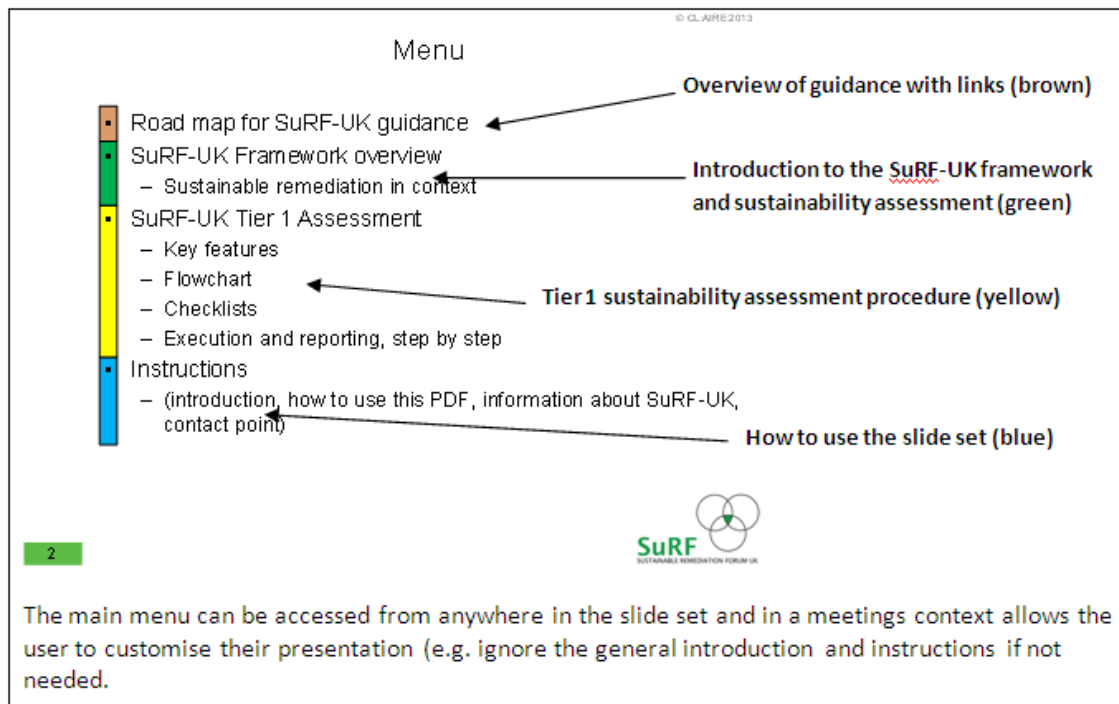 © CL:AIRE 2013
Menu
Overview of guidance with links (brown)
Road map for SuRF-UK guidance
SuRF-UK Framework overview
– Sustainable remediation in context
Introduction to the SuRF-UK framework
and sustainability assessment (green)
SuRF-UK Tier 1 Assessment
– Key features
– Flowchart
– Checklists
– Execution and reporting, step by step
Tier 1 sustainability assessment procedure (yellow)
Instructions
– (introduction, how to use this PDF, information about SuRF-UK,
contact point)
How to use the slide set (blue)
2
SuRF
SUSTAINABLE REMEDIATION FORUM UK
The main menu can be accessed from anywhere in the slide set and in a meetings context allows the
user to customise their presentation (e.g. ignore the general introduction and instructions if not
needed.